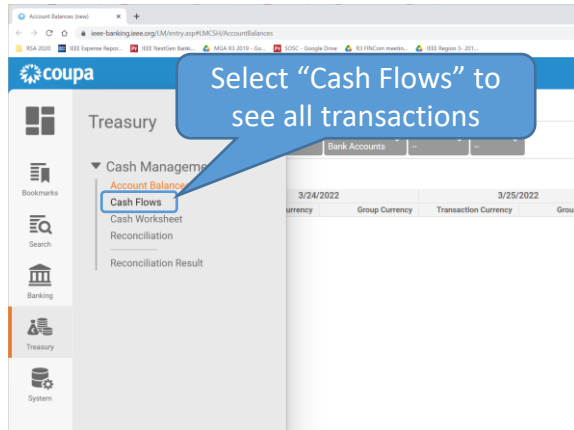 Account Balances (new)
ieee-banking.ieee.org/LM/entry.asp#LMCSH/AccountBalances
RSA 2020
IEEE Expense Repor...
IEEE NextGen Banki...
MGA R3 2019 - Go...
SOSC - Google Drive
R3 FINCom meetin...
IEEE Region 3- 201...
coupa
Select “Cash Flows” to
see all transactions
Treasury
Bank Accounts
--
--
Cash Manageme
Account Balances
Cash Flows
Cash Worksheet
Reconciliation
Reconciliation Result
3/24/2022
3/25/2022
urrency
Group Currency
Transaction Currency
Grou
Bookmarks
Search
Banking
Treasury
System